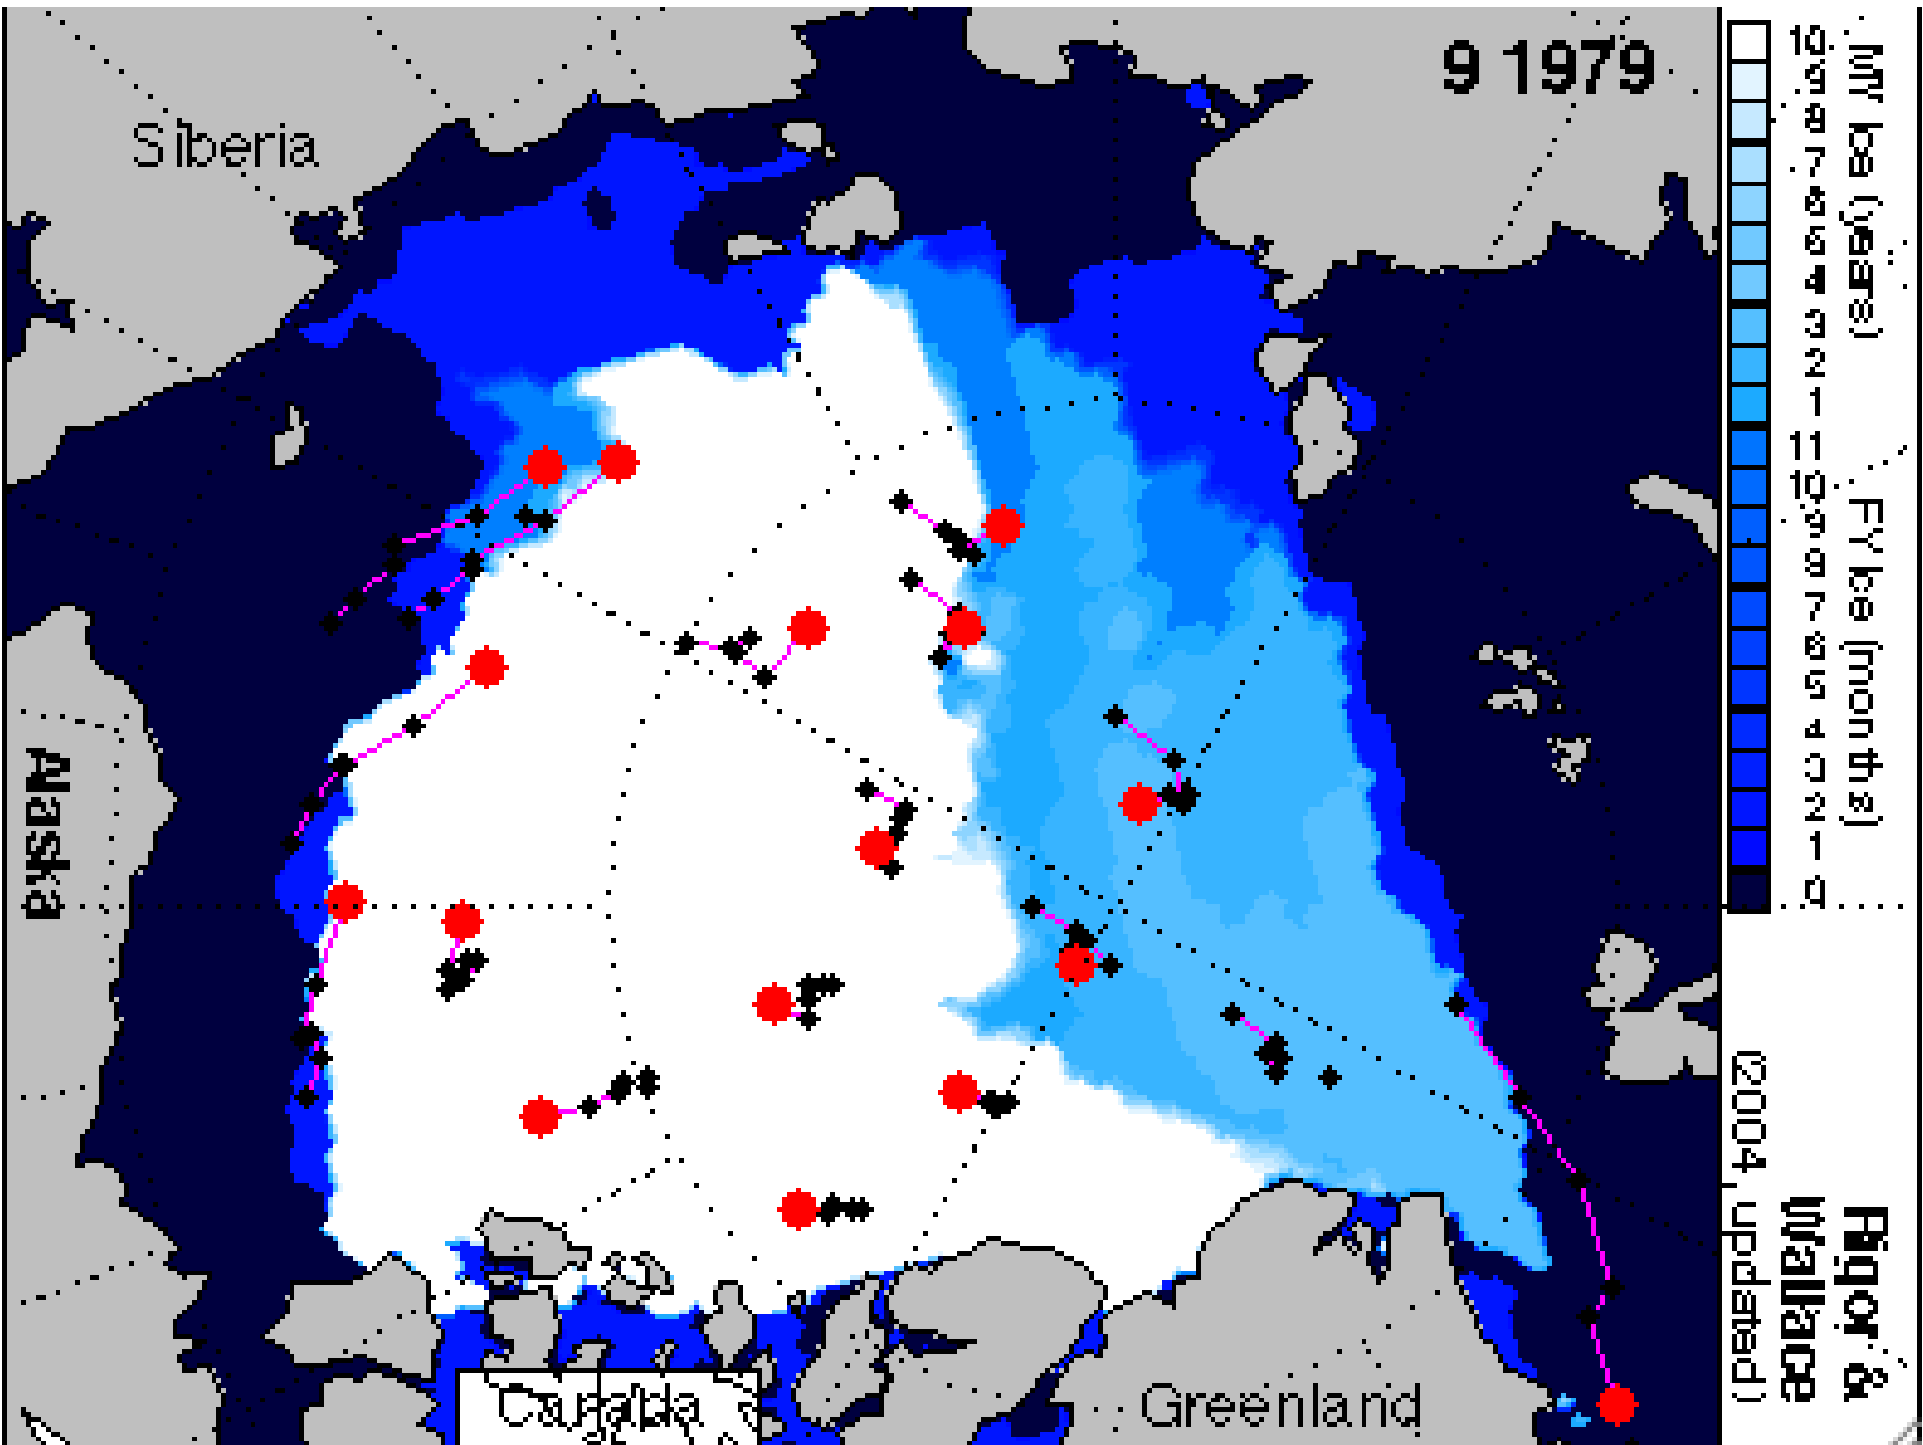 9 1979
Siberia
Alaska
Canada
Greenland
MY Ice (years)
10
9
8
7
6
5
4
3
2
1
FY Ice (months)
11
10
9
8
7
6
5
4
3
2
1
0
Rigor &
Wallace
(2004, updated)